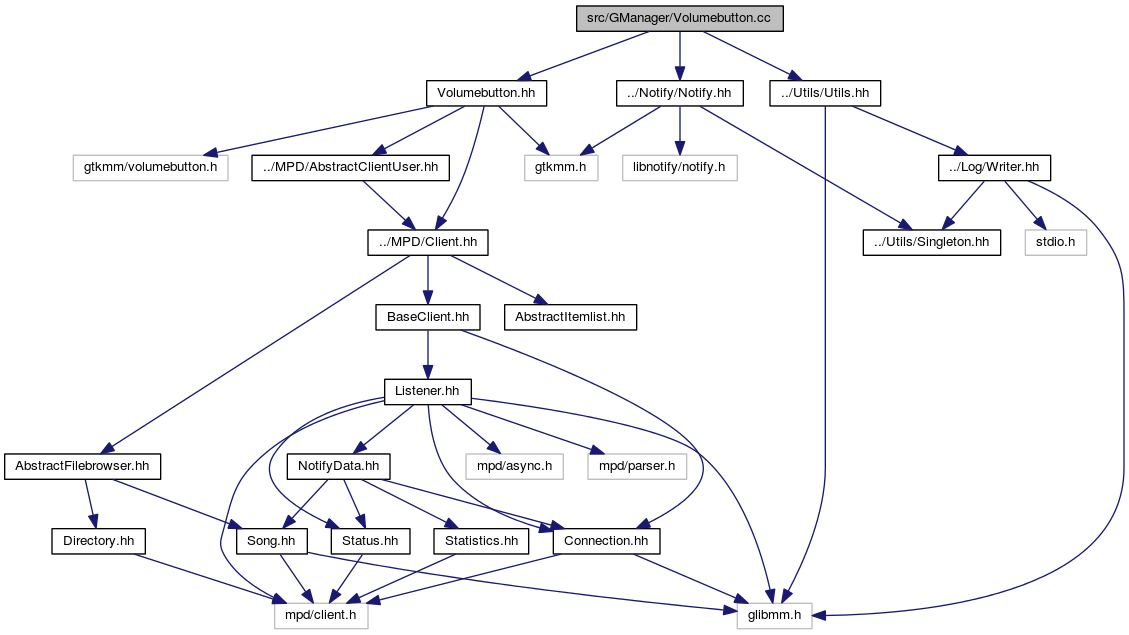 src/GManager/Volumebutton.cc
Volumebutton.hh
../Notify/Notify.hh
../Utils/Utils.hh
gtkmm/volumebutton.h
../MPD/AbstractClientUser.hh
gtkmm.h
libnotify/notify.h
../Log/Writer.hh
../MPD/Client.hh
../Utils/Singleton.hh
stdio.h
BaseClient.hh
AbstractItemlist.hh
Listener.hh
AbstractFilebrowser.hh
NotifyData.hh
mpd/async.h
mpd/parser.h
Directory.hh
Song.hh
Status.hh
Statistics.hh
Connection.hh
mpd/client.h
glibmm.h